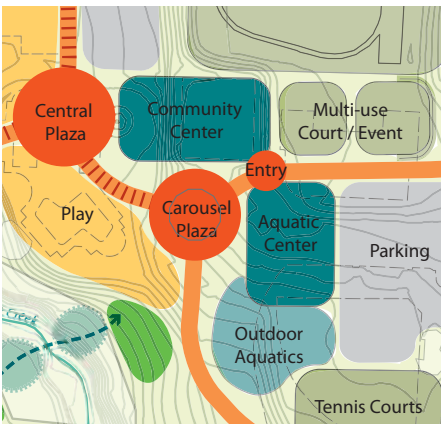 Central
Plaza
Community
Center
Multi-use
Court / Event
Entry
Play
Carousel
Plaza
Aquatic
Center
Parking
Creek
Outdoor
Aquatics
Tennis Courts